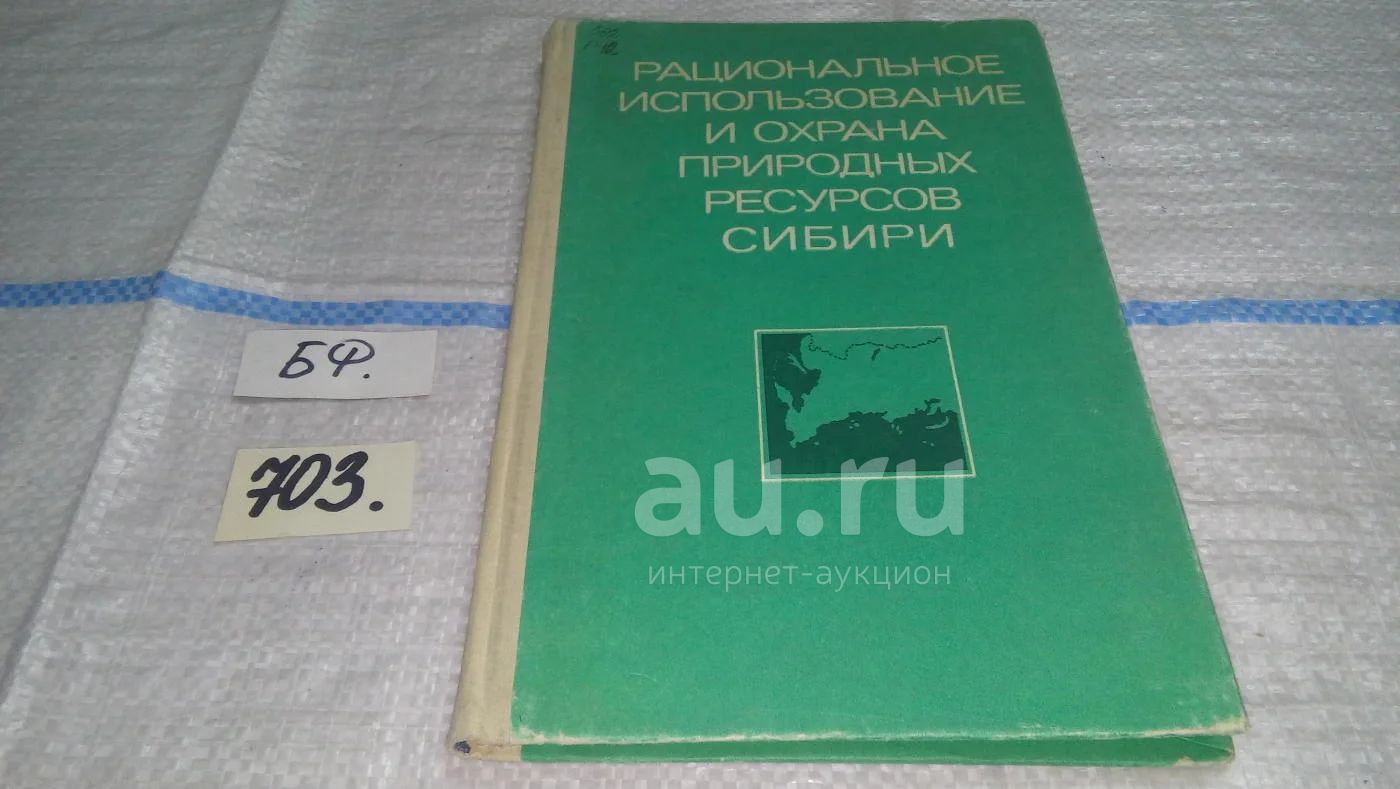 РАЦИОНАЛЬНОЕ
ИСПОЛЬЗОВАНИЕ
И ОХРАНА
ПРИРОДНЫХ
РЕСУРСОВ
СИБИРИ
БФ.
703.
au.ru
интернет-аукцион